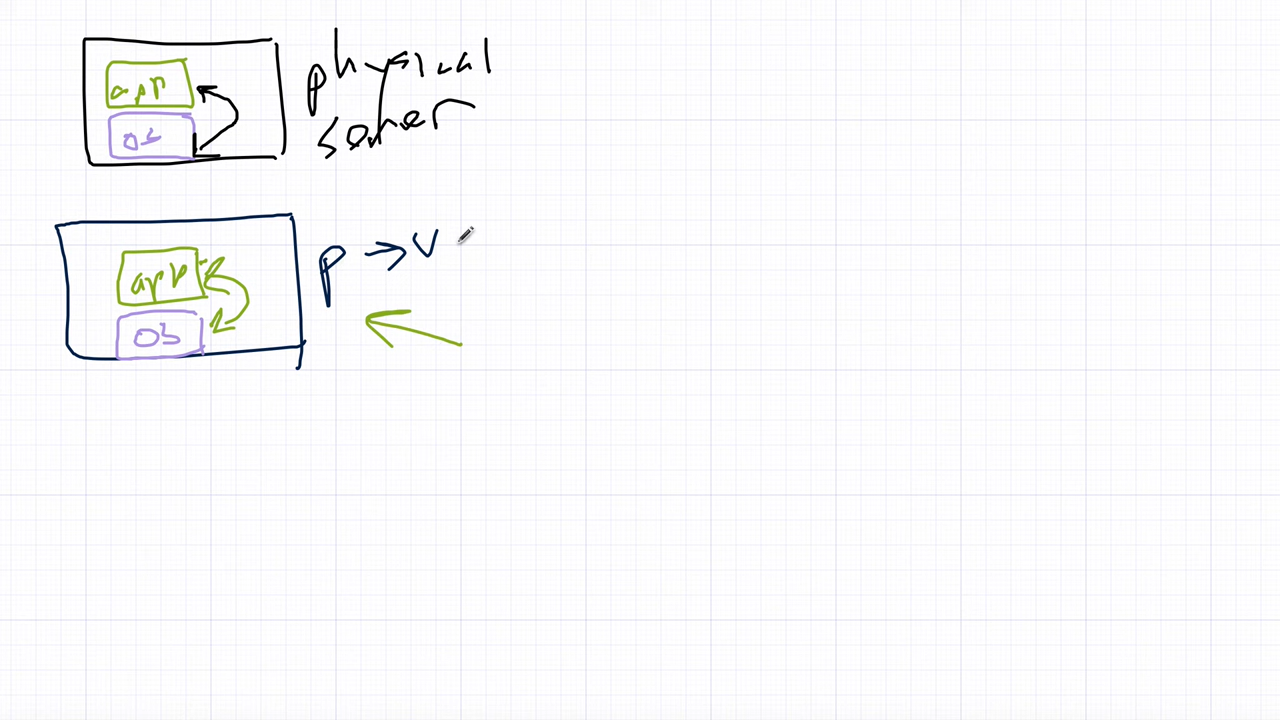 app
os
physical
server
app
os
p → v